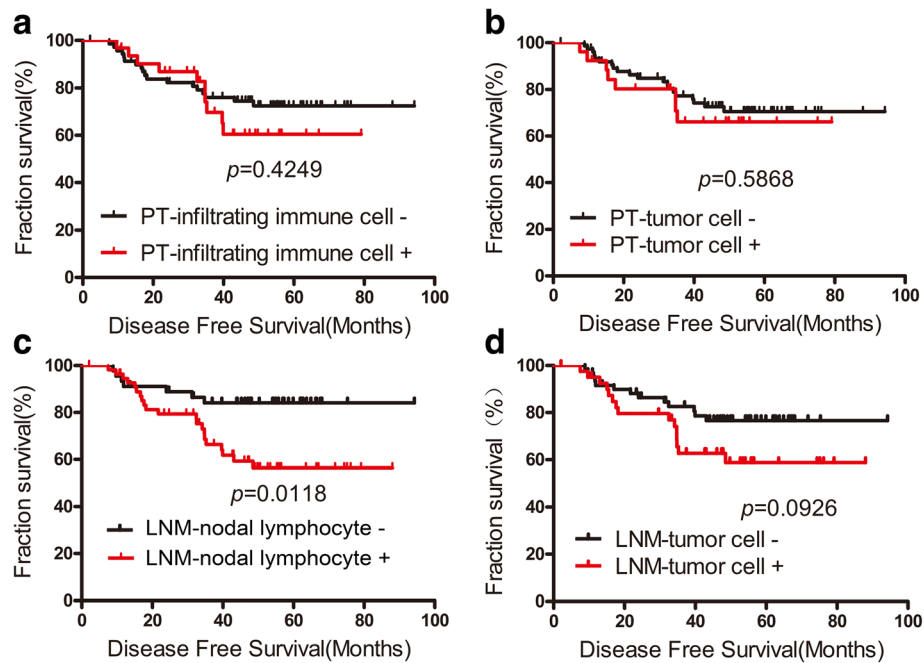 a
Fraction survival(%)
100
80
60
40
20
0
p=0.4249
PT-infiltrating immune cell -
PT-infiltrating immune cell +
0 20 40 60 80 100
Disease Free Survival(Months)
b
Fraction survival(%)
100
80
60
40
20
0
p=0.5868
PT-tumor cell -
PT-tumor cell +
0 20 40 60 80 100
Disease Free Survival(Months)
c
Fraction survival(%)
100
80
60
40
20
0
p=0.0118
LNM-nodal lymphocyte -
LNM-nodal lymphocyte +
0 20 40 60 80 100
Disease Free Survival(Months)
d
Fraction survival（%）
100
80
60
40
20
0
p=0.0926
LNM-tumor cell -
LNM-tumor cell +
0 20 40 60 80 100
Disease Free Survival(Months)